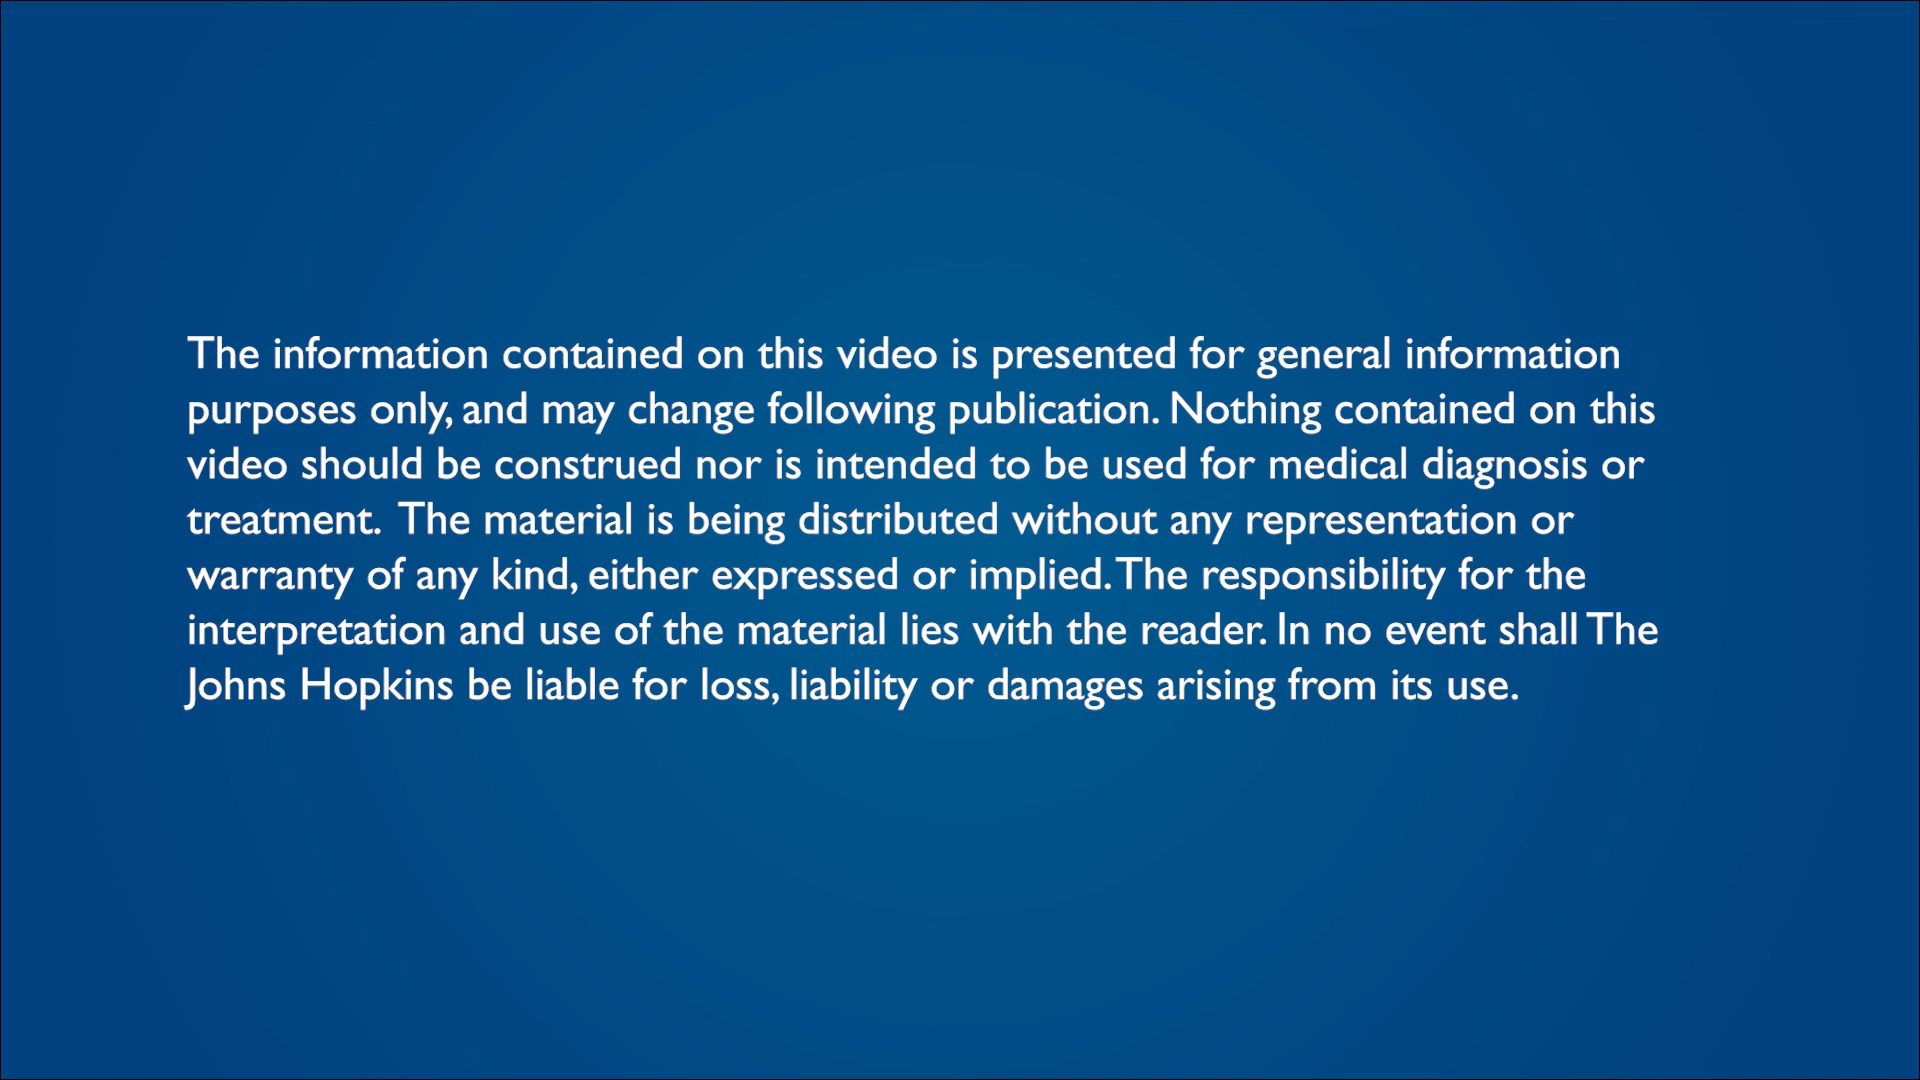 The information contained on this video is presented for general information
purposes only, and may change following publication. Nothing contained on this
video should be construed nor is intended to be used for medical diagnosis or
treatment.  The material is being distributed without any representation or
warranty of any kind, either expressed or implied. The responsibility for the
interpretation and use of the material lies with the reader. In no event shall The
Johns Hopkins be liable for loss, liability or damages arising from its use.